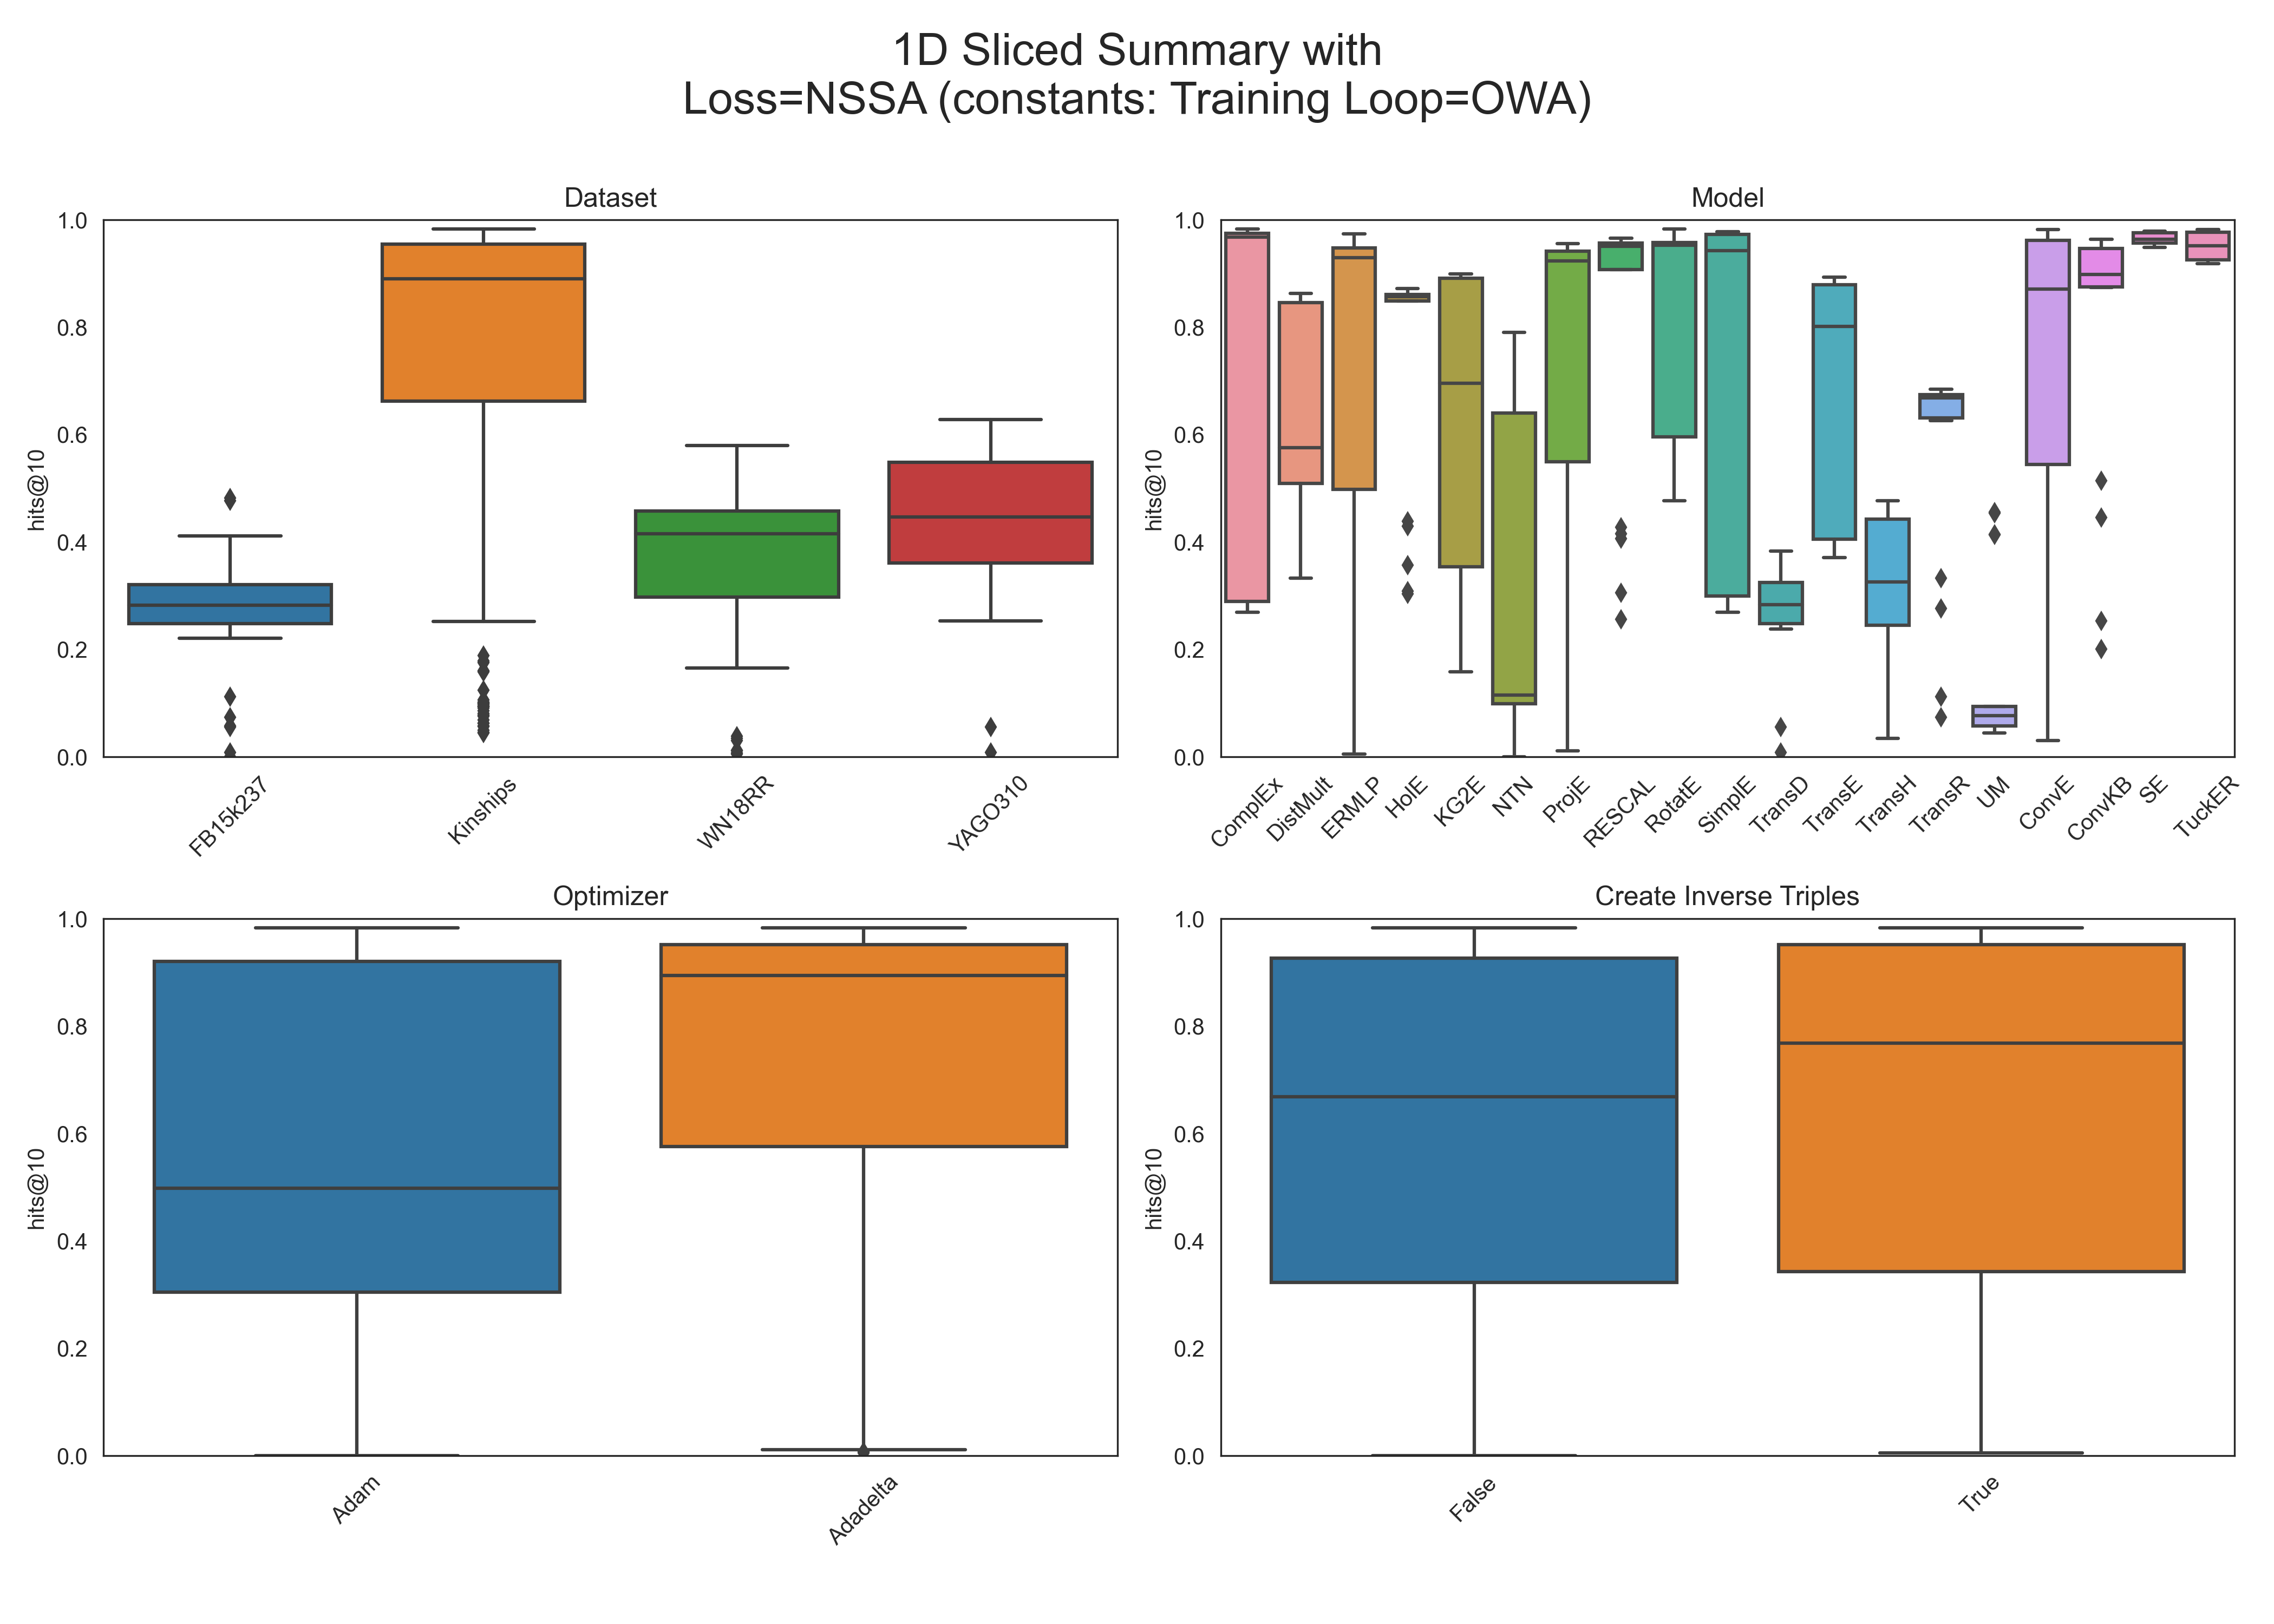 1D Sliced Summary with
Loss=NSSA (constants: Training Loop=OWA)
Dataset
1.0
0.8
0.6
0.4
0.2
0.0
hits@10
FB15k237
Kinships
WN18RR
YAGO310
Model
1.0
0.8
0.6
0.4
0.2
0.0
hits@10
ComplEx
DistMult
ERMLP
HolE
KG2E
NTN
ProjE
RESCAL
RotatE
SimplE
TransD
TransE
TransH
TransR
UM
ConvE
ConvKB
SE
TuckER
Optimizer
1.0
0.8
0.6
0.4
0.2
0.0
hits@10
Adam
Adadelta
Create Inverse Triples
1.0
0.8
0.6
0.4
0.2
0.0
hits@10
False
True